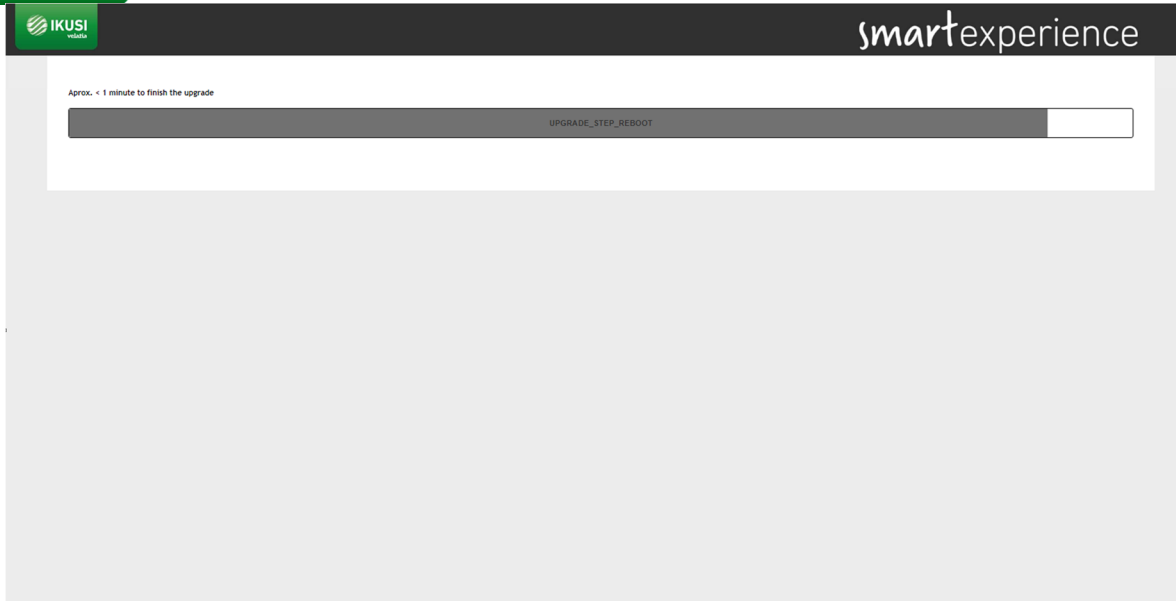 IKUSI
velatia
smartexperience
Aprox. < 1 minute to finish the upgrade
UPGRADE_STEP_REBOOT